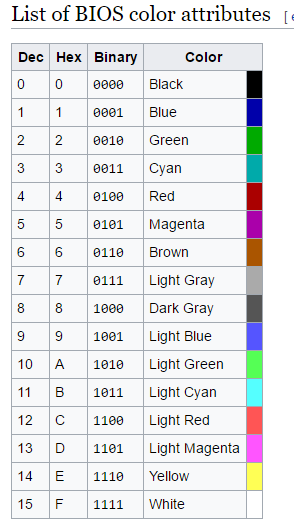 List of BIOS color attributes [
Dec Hex Binary Color
0 0 0000 Black
1 1 0001 Blue
2 2 0010 Green
3 3 0011 Cyan
4 4 0100 Red
5 5 0101 Magenta
6 6 0110 Brown
7 7 0111 Light Gray
8 8 1000 Dark Gray
9 9 1001 Light Blue
10 A 1010 Light Green
11 B 1011 Light Cyan
12 C 1100 Light Red
13 D 1101 Light Magenta
14 E 1110 Yellow
15 F 1111 White